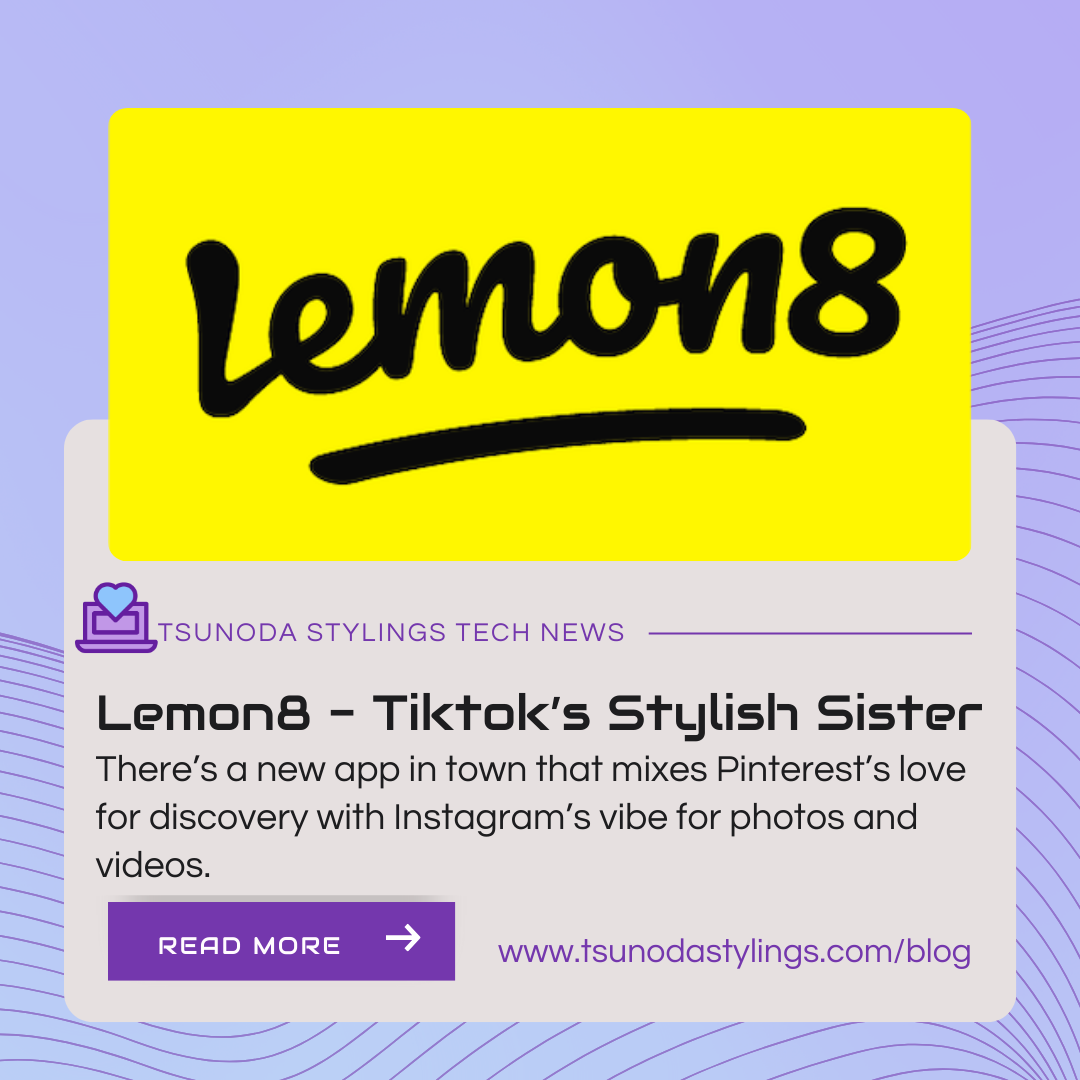 Lemon8
TSUNODA STYLINGS TECH NEWS
Lemon8 - Tiktok’s Stylish Sister
There’s a new app in town that mixes Pinterest’s love
for discovery with Instagram’s vibe for photos and
videos.
READ MORE
www.tsunodastylings.com/blog